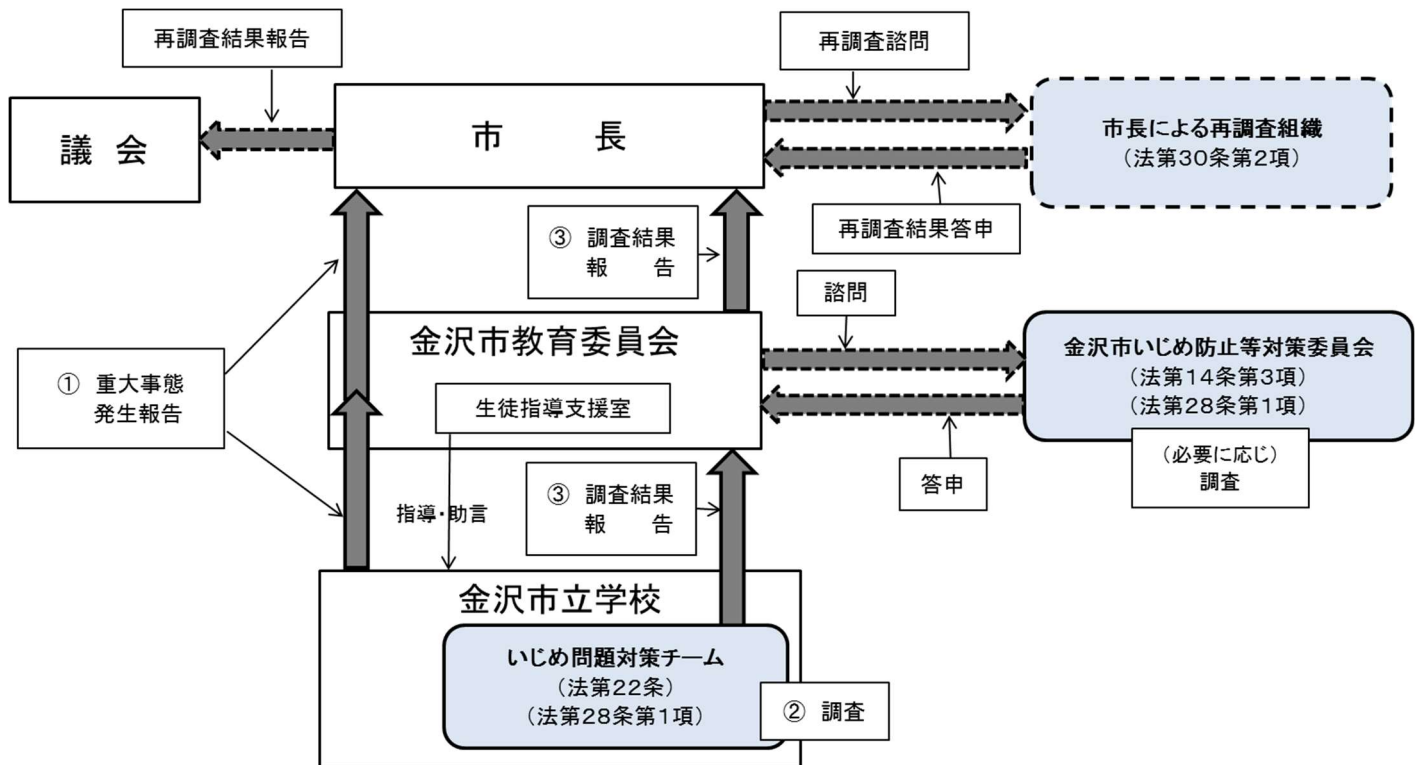 再調査結果報告
再調査諮問
議 会
市 長
市長による再調査組織
（法第30条第2項）
再調査結果答申
③ 調査結果
報 告
諮問
① 重大事態
発生報告
金沢市教育委員会
生徒指導支援室
金沢市いじめ防止等対策委員会
（法第14条第3項）
（法第28条第1項）
（必要に応じ）
調査
答申
指導・助言
③ 調査結果
報 告
金沢市立学校
いじめ問題対策チーム
（法第22条）
（法第28条第1項）
② 調査